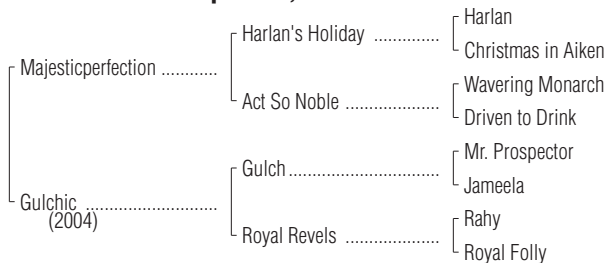 Harlan
Harlan's Holiday ..............
Christmas in Aiken
Majesticperfection ............
Wavering Monarch
Act So Noble ....................
Driven to Drink
Mr. Prospector
Gulch ................................
Jameela
Gulchic ............................
(2004)
Rahy
Royal Revels ....................
Royal Folly